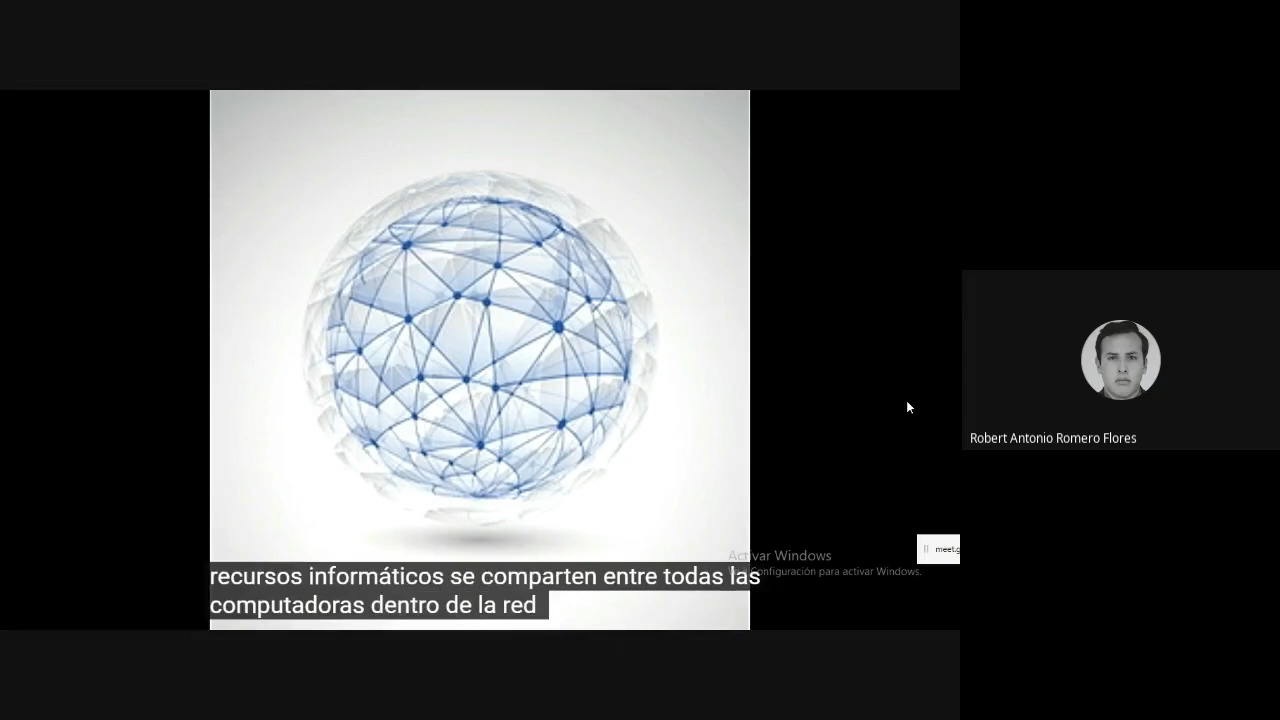 recursos informáticos se comparten entre todas las
computadoras dentro de la red
Activar Windows
Configuración para activar Windows.
meet.g
Robert Antonio Romero Flores